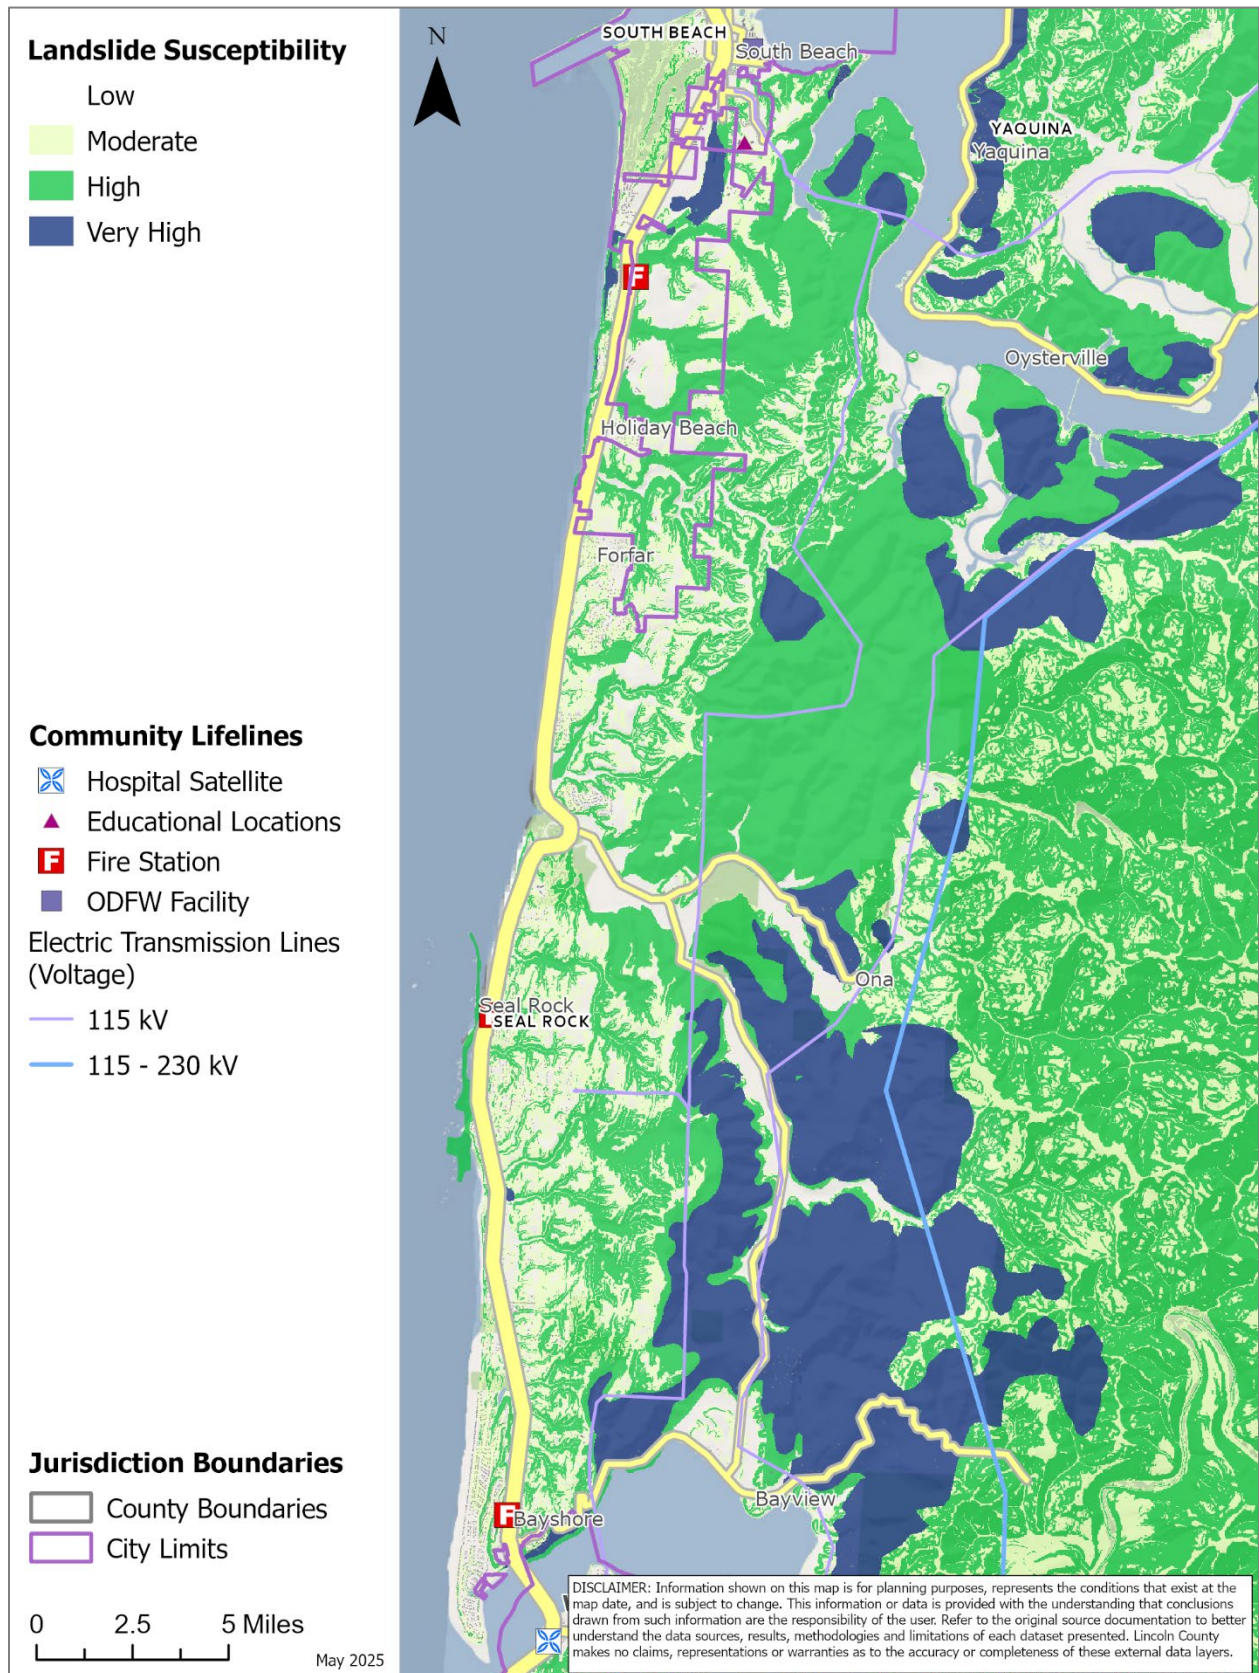 Landslide Susceptibility
Low
Moderate
High
Very High
Community Lifelines
Hospital Satellite
Educational Locations
F Fire Station
ODFW Facility
Electric Transmission Lines
(Voltage)
115 kV
115 - 230 kV
Jurisdiction Boundaries
County Boundaries
City Limits
0 2.5 5 Miles
May 2025
N
SOUTH BEACH
South Beach
YAQUINA
Yaquina
F
Oysterville
Holiday Beach
Forfar
Ona
Seal Rock
SEAL ROCK
Bayview
F
Bayshore
DISCLAIMER: Information shown on this map is for planning purposes, represents the conditions that exist at the
map date, and is subject to change. This information or data is provided with the understanding that conclusions
drawn from such information are the responsibility of the user. Refer to the original source documentation to better
understand the data sources, results, methodologies and limitations of each dataset presented. Lincoln County
makes no claims, representations or warranties as to the accuracy or completeness of these external data layers.